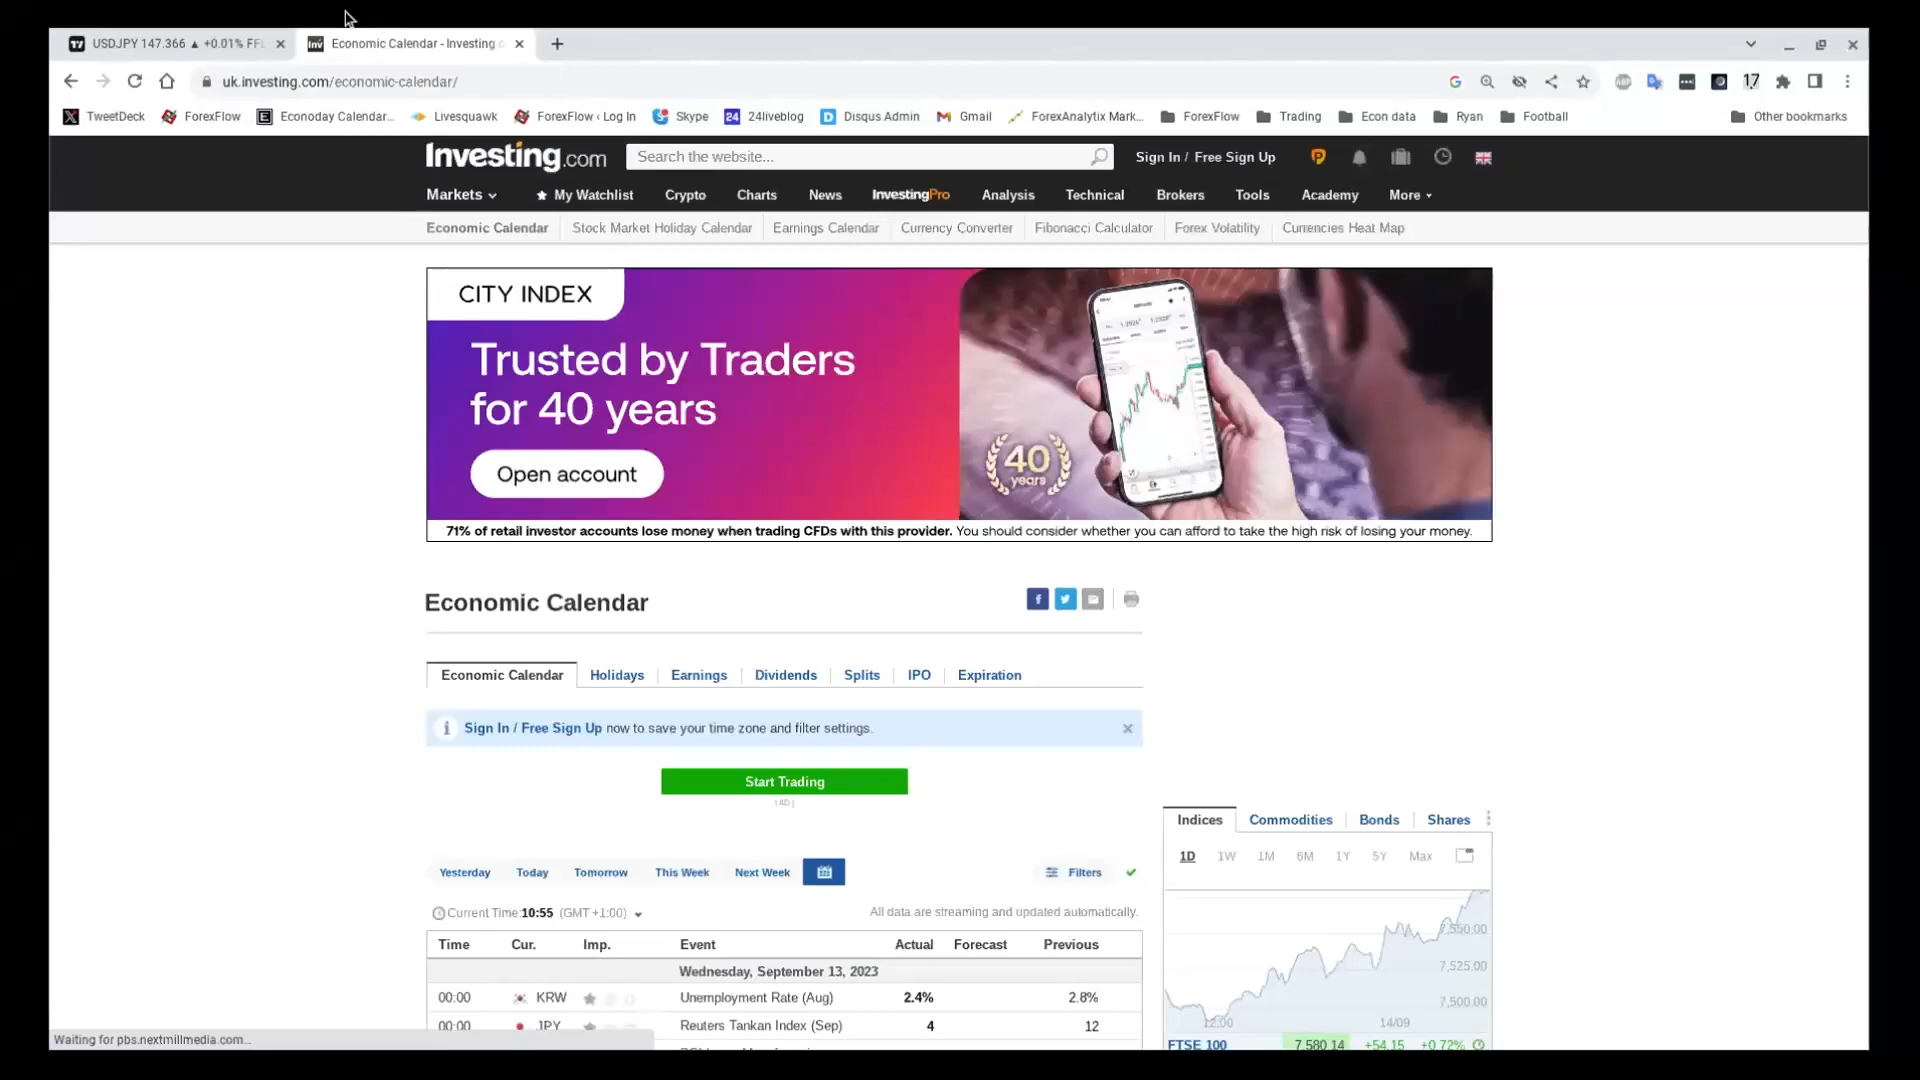 USDJPY 147.366 ▲ +0.01%
Economic Calendar - Investing
uk.investing.com/economic-calendar/
TweetDeck ForexFlow Econoday Calendar... Livesquawk ForexFlow ‹ Log In Skype 24liveblog Disqus Admin Gmail ForexAnalytix Mark... ForexFlow Trading Econ data Ryan Football Other bookmarks
Investing.com Search the website... Sign In / Free Sign Up
Markets My Watchlist Crypto Charts News InvestingPro Analysis Technical Brokers Tools Academy More
Economic Calendar Stock Market Holiday Calendar Earnings Calendar Currency Converter Fibonacci Calculator Forex Volatility Currencies Heat Map
CITY INDEX
Trusted by Traders
for 40 years
Open account
40
years
71% of retail investor accounts lose money when trading CFDs with this provider. You should consider whether you can afford to take the high risk of losing your money.
Economic Calendar
Economic Calendar Holidays Earnings Dividends Splits IPO Expiration
Sign In / Free Sign Up now to save your time zone and filter settings.
Start Trading
[AD]
Yesterday Today Tomorrow This Week Next Week Filters
Current Time:10:55 (GMT +1:00) All data are streaming and updated automatically.
Time Cur. Imp. Event Actual Forecast Previous
Wednesday, September 13, 2023
00:00 KRW Unemployment Rate (Aug) 2.4% 2.8%
00:00 JPY Reuters Tankan Index (Sep) 4 12
Indices Commodities Bonds Shares
1D 1W 1M 6M 1Y 5Y Max
7,550.00
7,525.00
7,500.00
12:00 14/09
FTSE 100 7,580.14 +54.15 +0.72%
Waiting for pbs.nextmillmedia.com...